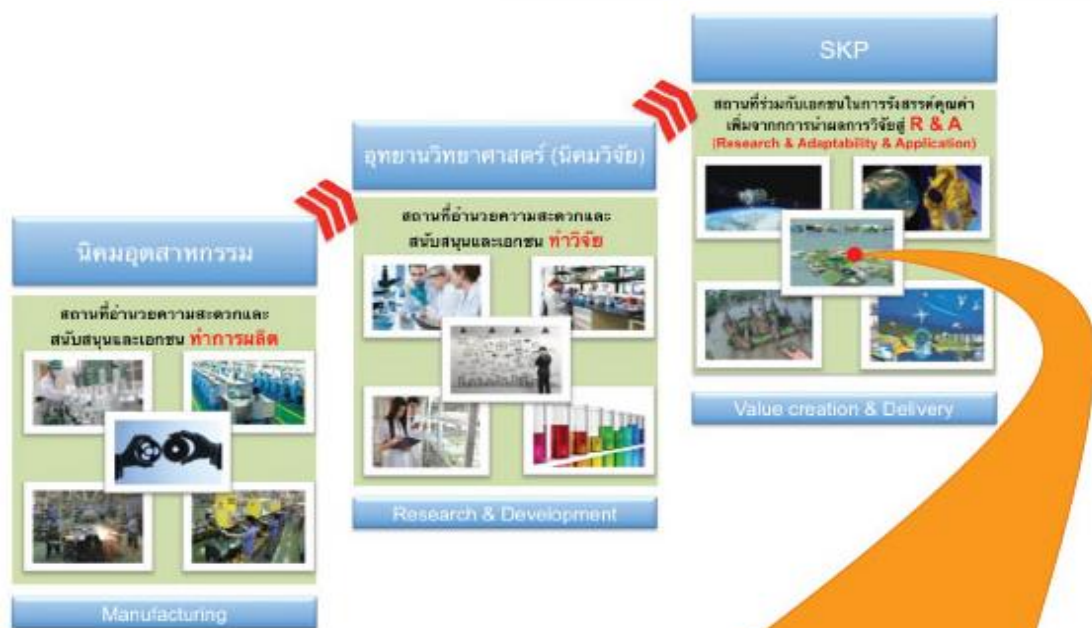 SKP
สถานที่ร่วมกับเอกชนในการรังสรรค์คุณค่า
เพิ่มจากกการนำผลการวิจัยสู่ R & A
(Research & Adaptability & Application)
Value creation & Delivery
อุทยานวิทยาศาสตร์ (นิคมวิจัย)
สถานที่อำนวยความสะดวกและ
สนับสนุนและเอกชน ทำวิจัย
Research & Development
นิคมอุตสาหกรรม
สถานที่อำนวยความสะดวกและ
สนับสนุนและเอกชน ทำการผลิต
Manufacturing